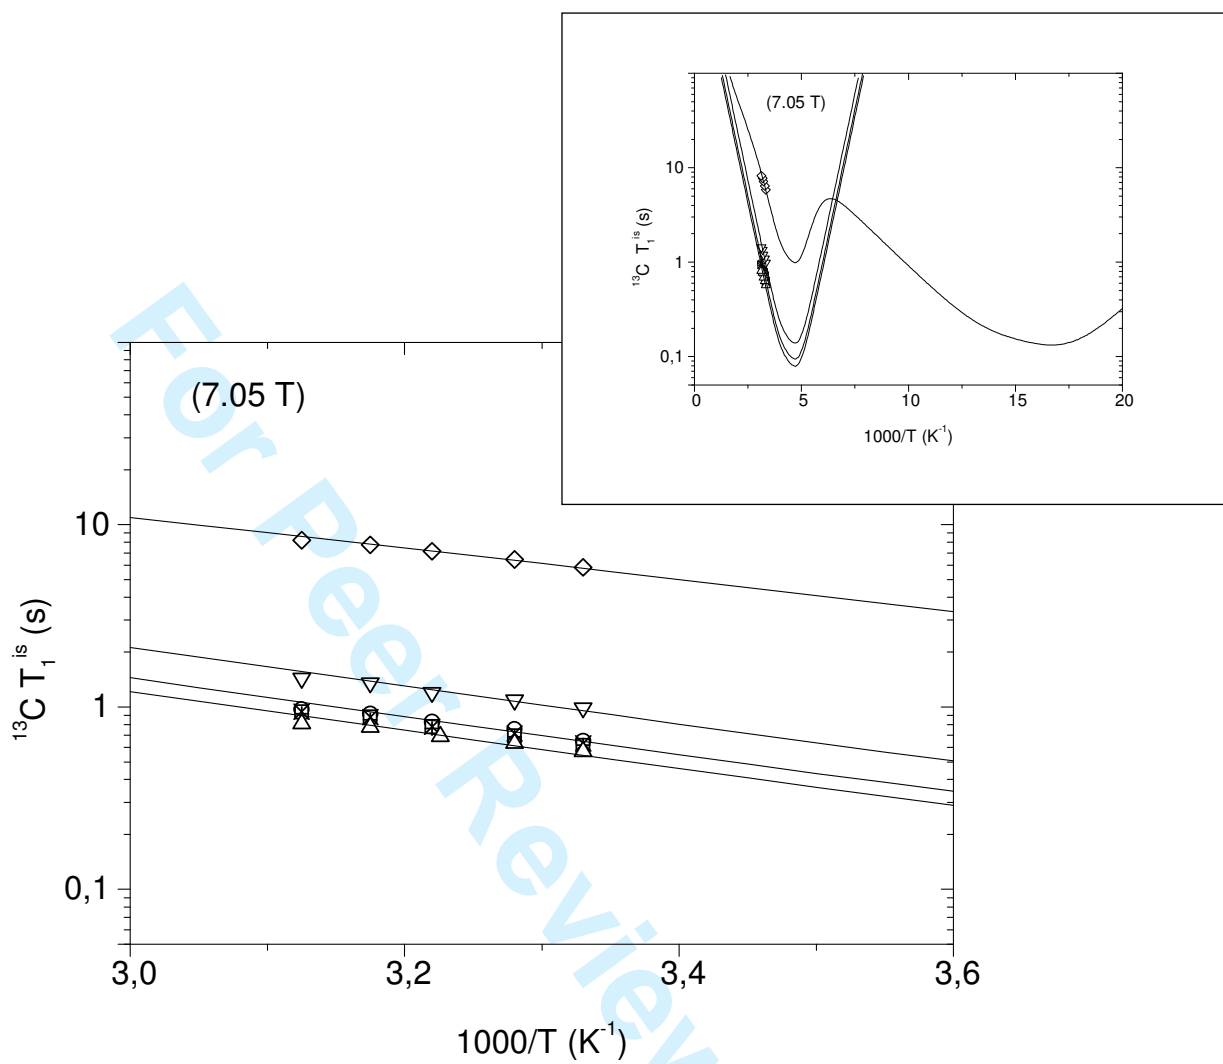 (7.05 T)
10
1
0,1
¹³C T₁ⁱˢ (s)
0
5
10
15
20
1000/T (K⁻¹)
(7.05 T)
10
1
0,1
¹³C T₁ⁱˢ (s)
3,0
3,2
3,4
3,6
1000/T (K⁻¹)
For Peer Review